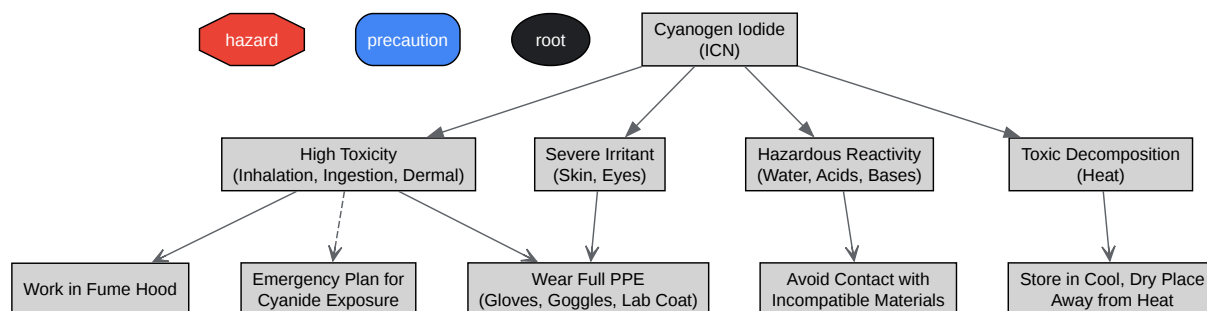 hazard
precaution
root
Cyanogen Iodide
(ICN)
High Toxicity
(Inhalation, Ingestion, Dermal)
Severe Irritant
(Skin, Eyes)
Hazardous Reactivity
(Water, Acids, Bases)
Toxic Decomposition
(Heat)
Work in Fume Hood
Emergency Plan for
Cyanide Exposure
Wear Full PPE
(Gloves, Goggles, Lab Coat)
Avoid Contact with
Incompatible Materials
Store in Cool, Dry Place
Away from Heat